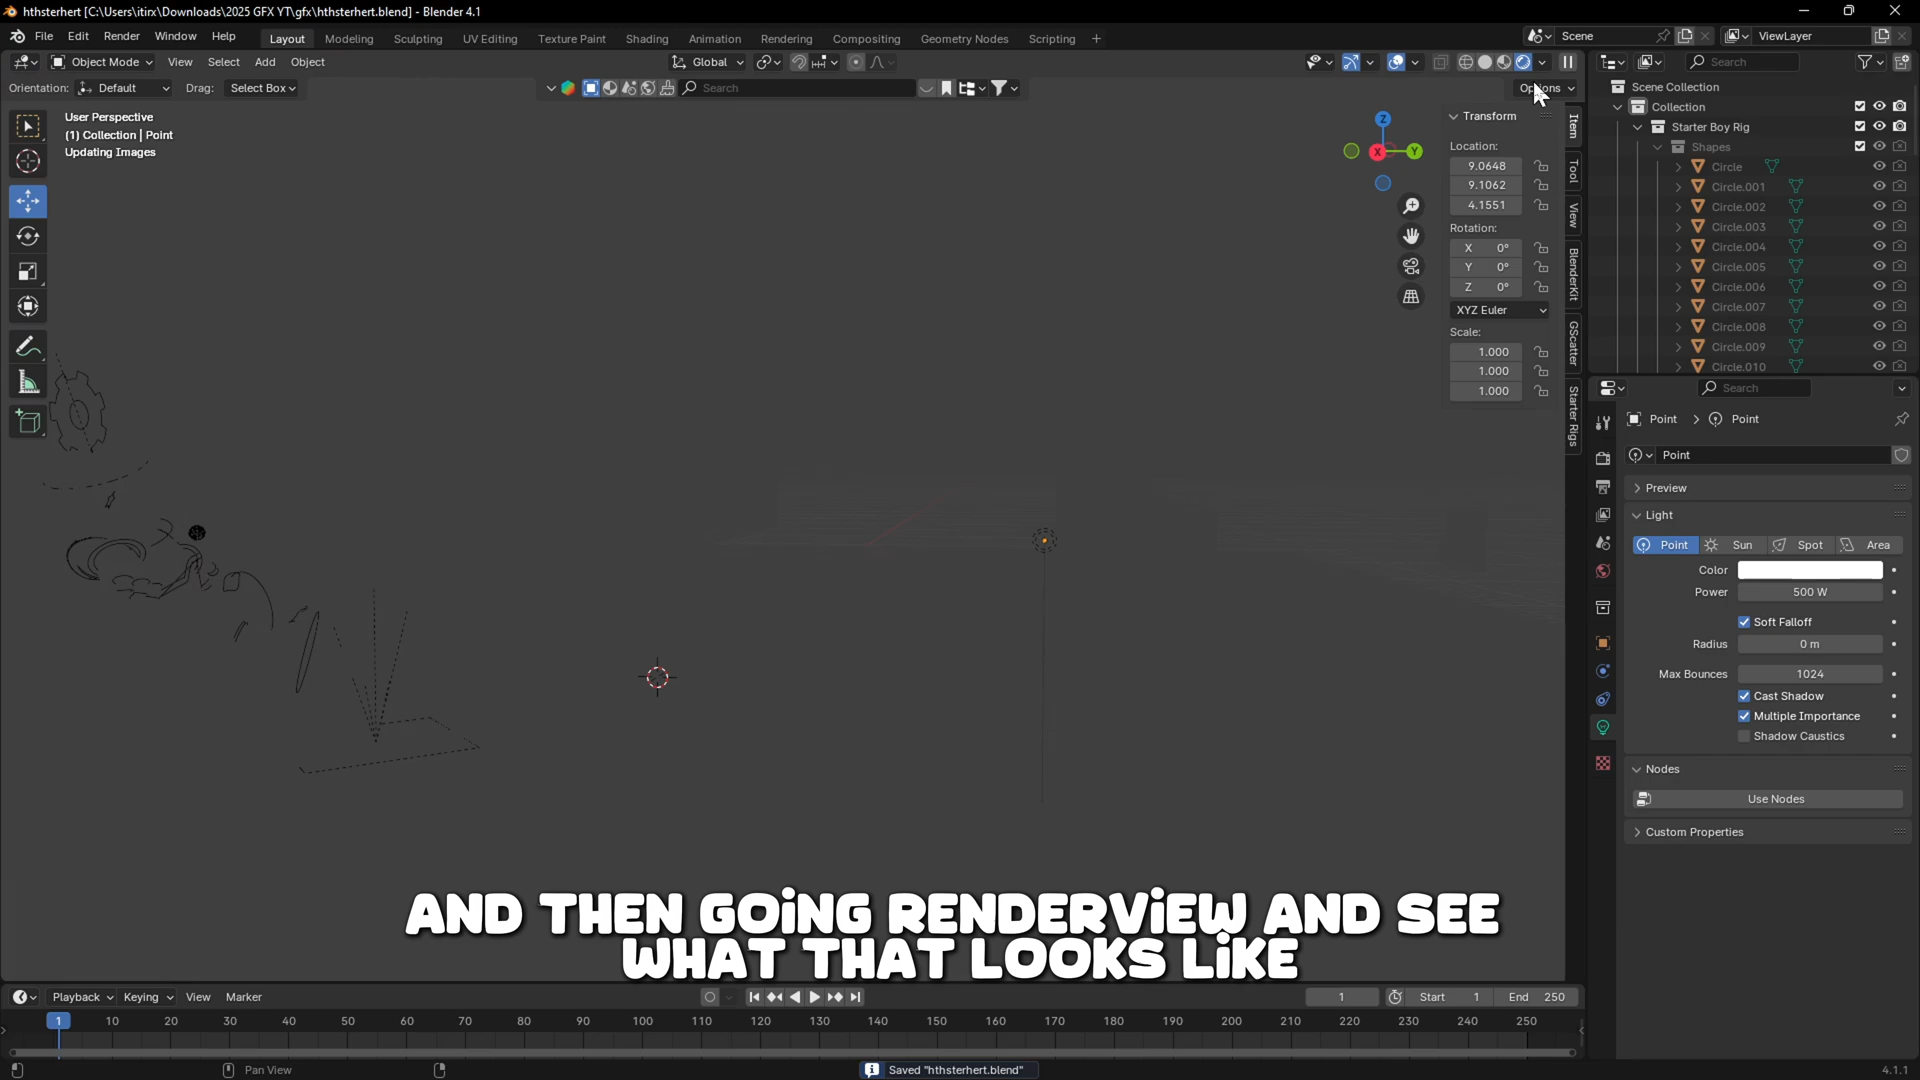 hthsterhert [C:\Users\itirx\Downloads\2025 GFX YT\gfx\hthsterhert.blend] - Blender 4.1
File Edit Render Window Help Layout Modeling Sculpting UV Editing Texture Paint Shading Animation Rendering Compositing Geometry Nodes Scripting + Scene ViewLayer
Object Mode View Select Add Object Global Search
Orientation: Default Drag: Select Box Search Options
User Perspective
(1) Collection | Point
Updating Images
Z
X
Y
Transform
Location:
9.0648
9.1062
4.1551
Rotation:
X 0°
Y 0°
Z 0°
XYZ Euler
Scale:
1.000
1.000
1.000
Item
Tool
View
BlenderKit
GScatter
Starter Rigs
Scene Collection
Collection
Starter Boy Rig
Shapes
Circle
Circle.001
Circle.002
Circle.003
Circle.004
Circle.005
Circle.006
Circle.007
Circle.008
Circle.009
Circle.010
Search
Point > Point
Point
Preview
Light
Point Sun Spot Area
Color
Power 500 W
Soft Falloff
Radius 0 m
Max Bounces 1024
Cast Shadow
Multiple Importance
Shadow Caustics
Nodes
Use Nodes
Custom Properties
AND THEN GOING RENDERVIEW AND SEE
WHAT THAT LOOKS LIKE
Playback Keying View Marker 1 Start 1 End 250
1 10 20 30 40 50 60 70 80 90 100 110 120 130 140 150 160 170 180 190 200 210 220 230 240 250
Pan View Saved "hthsterhert.blend" 4.1.1